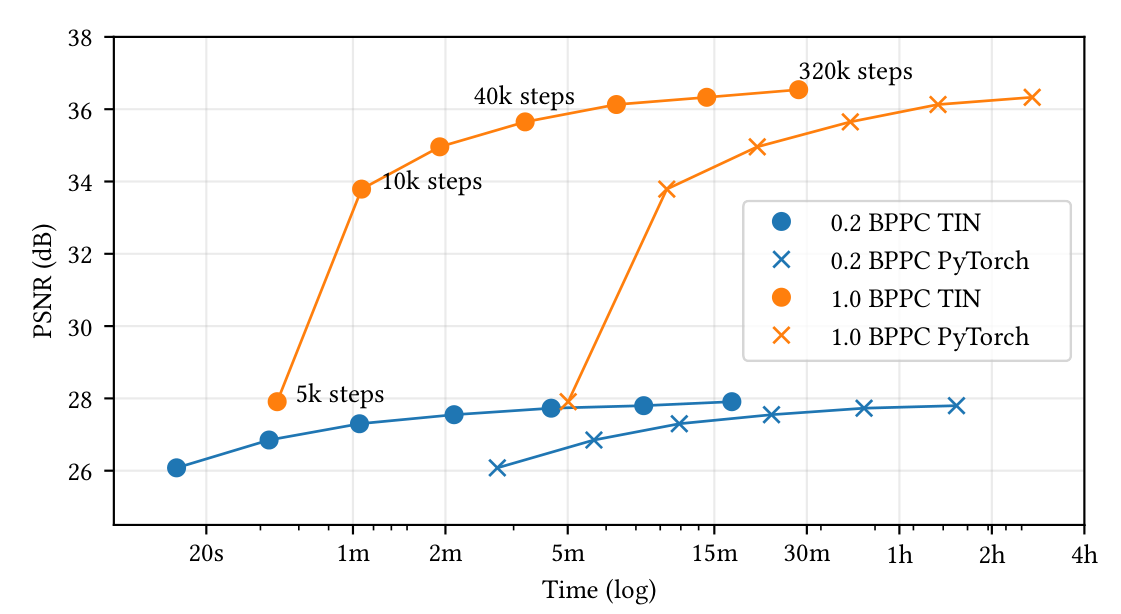 38
36
34
32
30
28
26
PSNR (dB)
320k steps
40k steps
10k steps
5k steps
0.2 BPPC TIN
0.2 BPPC PyTorch
1.0 BPPC TIN
1.0 BPPC PyTorch
20s 1m 2m 5m 15m 30m 1h 2h 4h
Time (log)